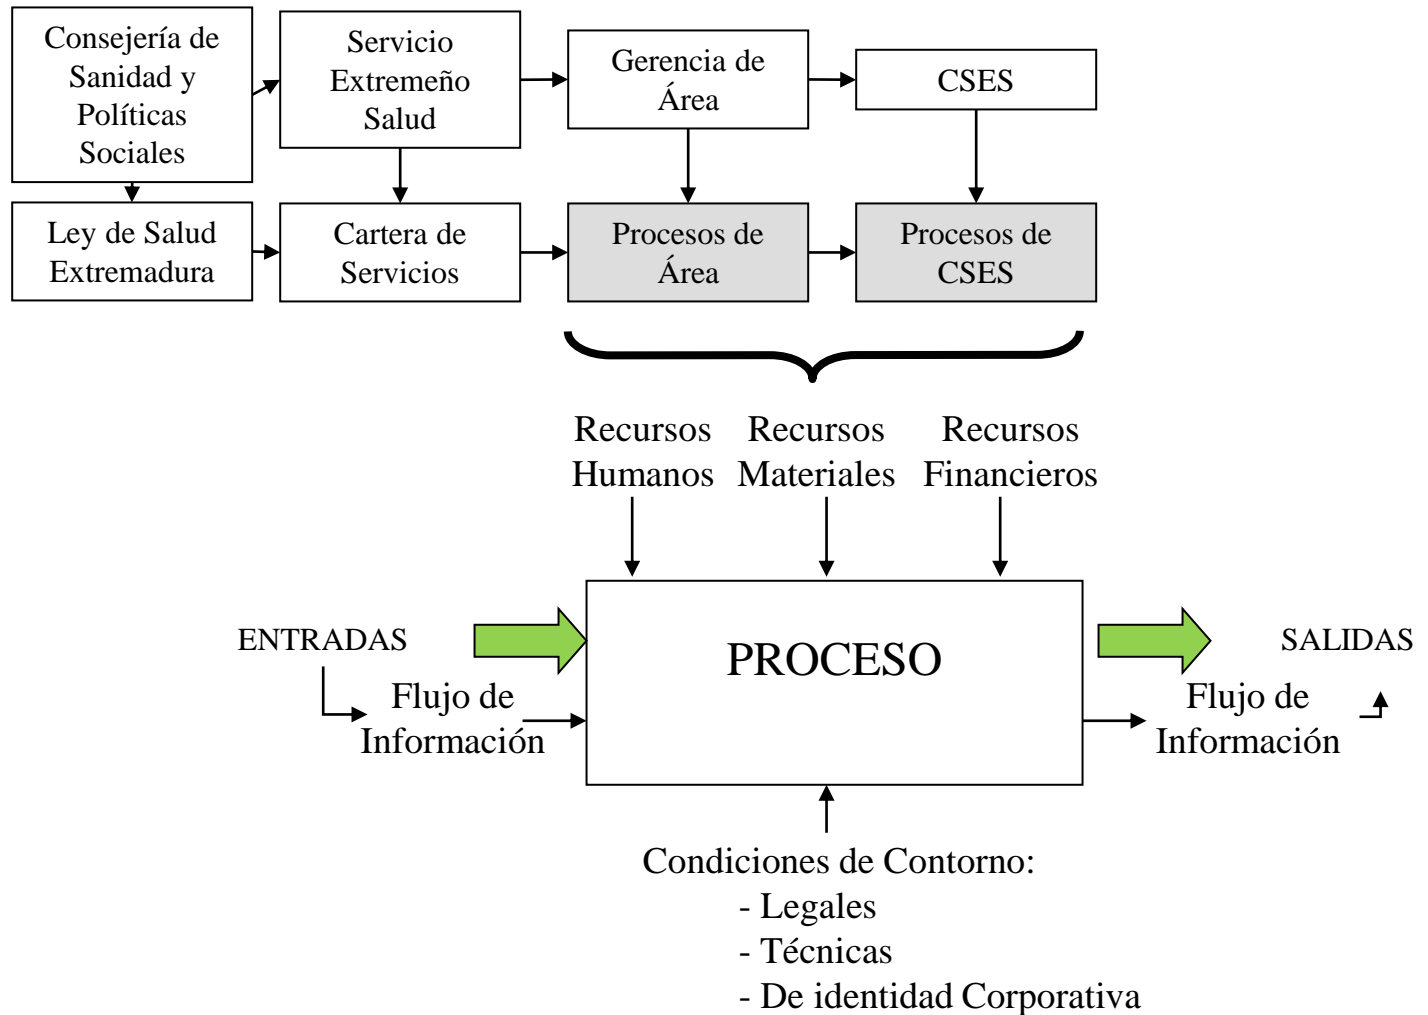 Consejería de
Sanidad y
Políticas
Sociales
Servicio
Extremeño
Salud
Gerencia de
Área
CSES
Ley de Salud
Extremadura
Cartera de
Servicios
Procesos de
Área
Procesos de
CSES
Recursos
Humanos
Recursos
Materiales
Recursos
Financieros
ENTRADAS
Flujo de
Información
PROCESO
SALIDAS
Flujo de
Información
Condiciones de Contorno:
- Legales
- Técnicas
- De identidad Corporativa